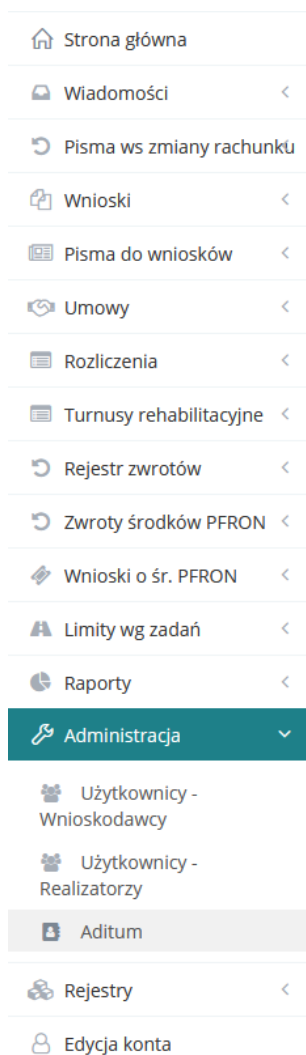 Strona główna
Wiadomości
Pisma ws zmiany rachunku
Wnioski
Pisma do wniosków
Umowy
Rozliczenia
Turnusy rehabilitacyjne
Rejestr zwrotów
Zwroty środków PFRON
Wnioski o śr. PFRON
Limity wg zadań
Raporty
Administracja
Użytkownicy -
Wnioskodawcy
Użytkownicy -
Realizatorzy
Aditum
Rejestry
Edycja konta